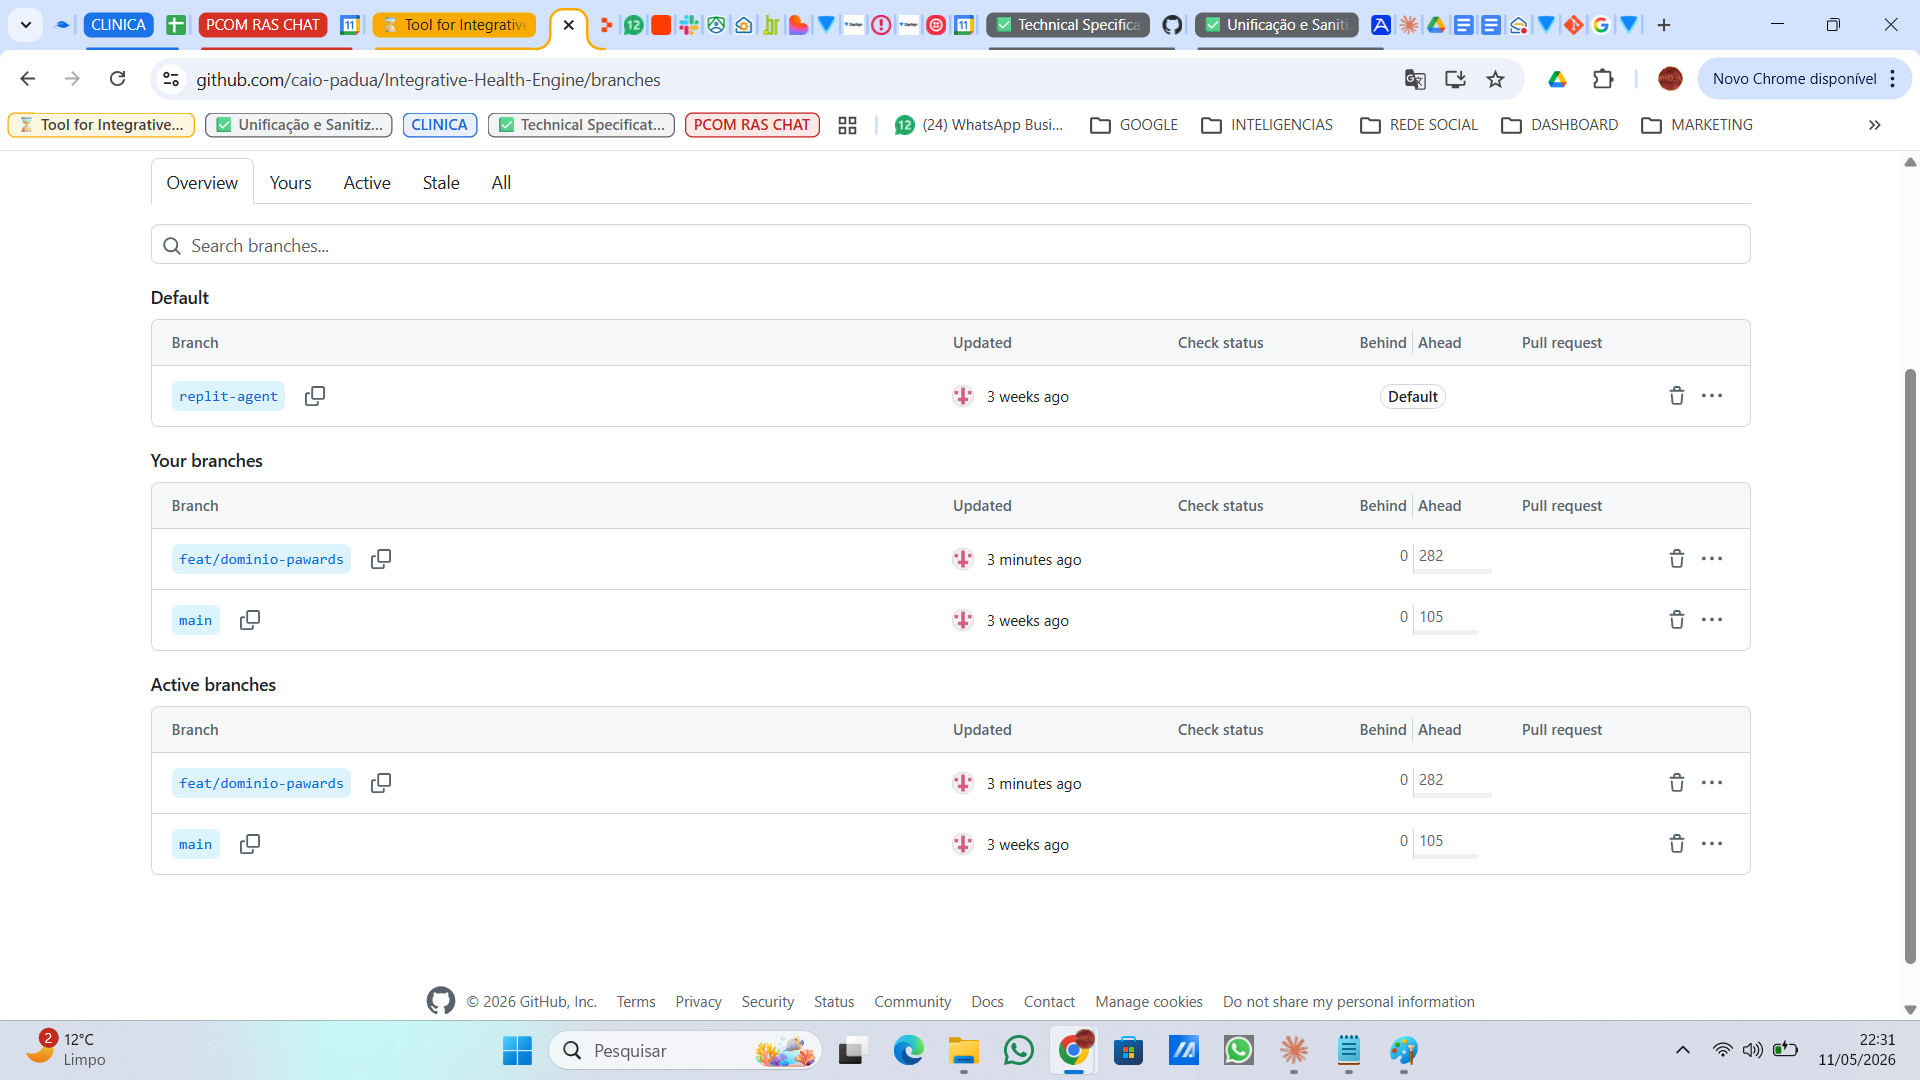 CLINICA
PCOM RAS CHAT
Tool for Integrative
Technical Specifica
Unificação e Saniti
github.com/caio-padua/Integrative-Health-Engine/branches
Novo Chrome disponível
Tool for Integrative...
Unificação e Sanitiz...
CLINICA
Technical Specificat...
PCOM RAS CHAT
(24) WhatsApp Busi...
GOOGLE
INTELIGENCIAS
REDE SOCIAL
DASHBOARD
MARKETING
Overview
Yours
Active
Stale
All
Search branches...
Default
Branch Updated Check status Behind Ahead Pull request
replit-agent 3 weeks ago Default
Your branches
Branch Updated Check status Behind Ahead Pull request
feat/dominio-pawards 3 minutes ago 0 282
main 3 weeks ago 0 105
Active branches
Branch Updated Check status Behind Ahead Pull request
feat/dominio-pawards 3 minutes ago 0 282
main 3 weeks ago 0 105
© 2026 GitHub, Inc. Terms Privacy Security Status Community Docs Contact Manage cookies Do not share my personal information
2
12°C
Limpo
Pesquisar
22:31
11/05/2026